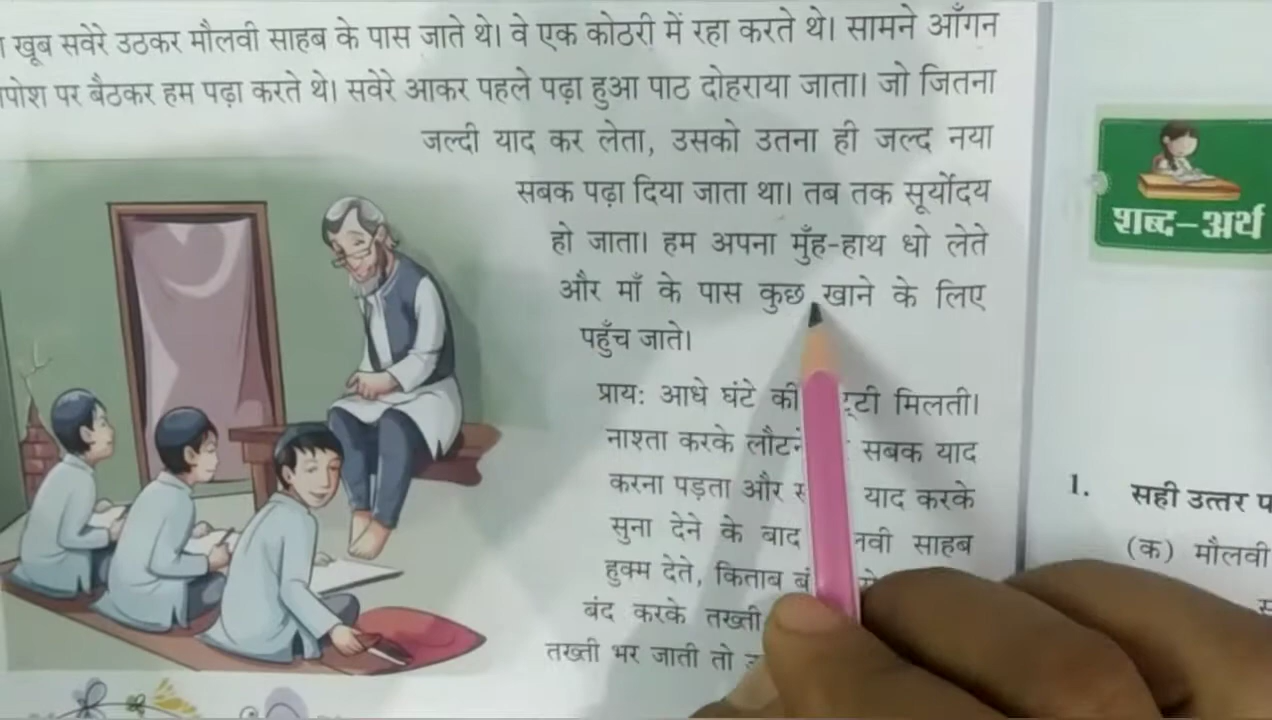 खूब सवेरे उठकर मौलवी साहब के पास जाते थे। वे एक कोठरी में रहा करते थे। सामने आँगन
पर बैठकर हम पढ़ा करते थे। सवेरे आकर पहले पढ़ा हुआ पाठ दोहराया जाता। जो जितना
जल्दी याद कर लेता, उसको उतना ही जल्द नया
सबक पढ़ा दिया जाता था। तब तक सूर्योदय
हो जाता। हम अपना मुँह-हाथ धो लेते
और माँ के पास कुछ खाने के लिए
पहुँच जाते।
प्राय: आधे घंटे की मिलती।
नाश्ता करके सबक याद
करना पड़ता और याद करके
सुना देने के बाद साहब
हुक्म देते, किताब
बंद करके तख्ती
तख्ती भर जाती तो
शब्द-अर्थ
1. सही उत्तर
(क) मौलवी